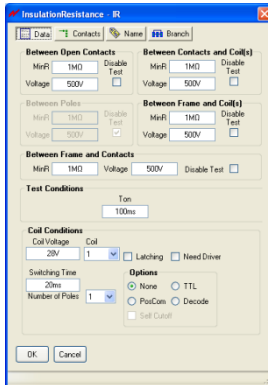 InsulationResistance - IR
Data Contacts Name Branch
Between Open Contacts
MinR 1MΩ Disable Test
Voltage 500V
Between Contacts and Coil(s)
MinR 1MΩ Disable Test
Voltage 500V
Between Poles
MinR 1MΩ Disable Test
Voltage 500V
Between Frame and Coil(s)
MinR 1MΩ Disable Test
Voltage 500V
Between Frame and Contacts
MinR 1MΩ Voltage 500V Disable Test
Test Conditions
Ton
100ms
Coil Conditions
Coil Voltage Coil
28V 1 Latching Need Driver
Switching Time
20ms
Number of Poles 1
Options
None TTL
PosCom Decode
Self Cutoff
OK Cancel